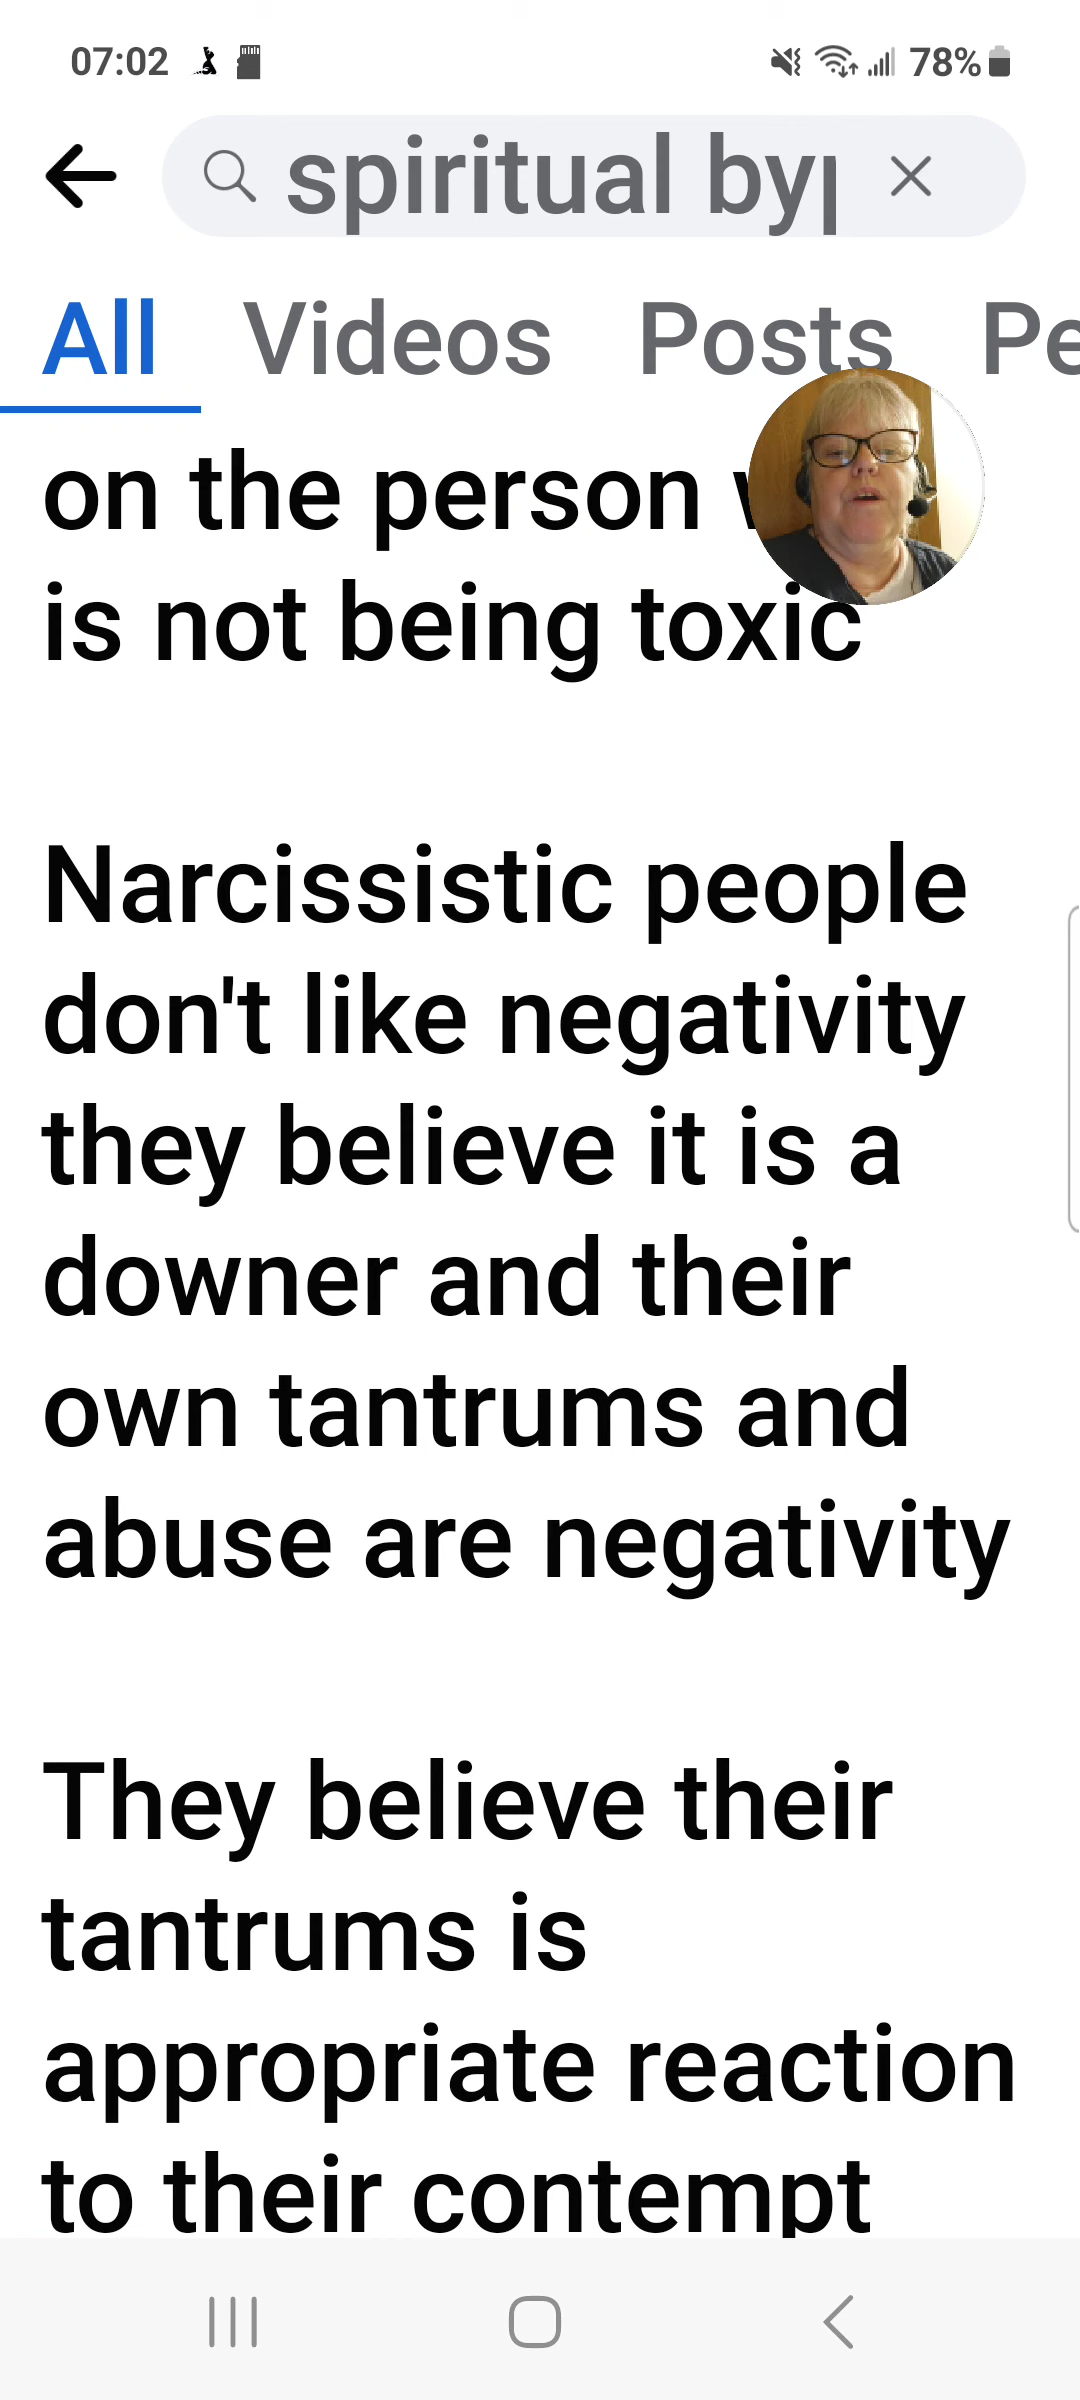 07:02 78%
spiritual by
All Videos Posts
on the person
is not being toxic
Narcissistic people
don't like negativity
they believe it is a
downer and their
own tantrums and
abuse are negativity
They believe their
tantrums is
appropriate reaction
to their contempt